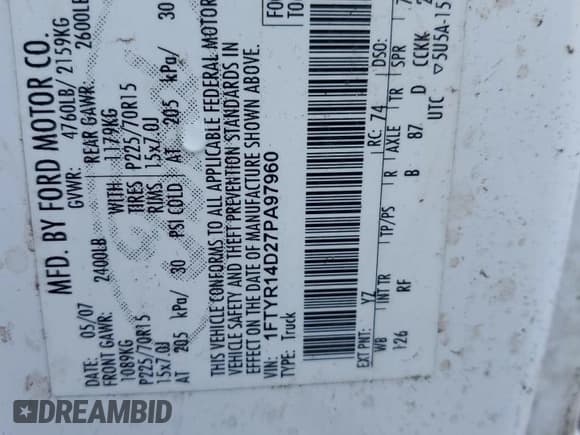 MFD. BY FORD MOTOR CO.
DATE: 05/07 GVWR: 4760LB/ 2159KG
FRONT GAWR: 2400LB REAR GAWR: 2600LB
1089KG WITH 1179KG
P225/70R15 TIRES P225/70R15
15x7.0J RIMS 15x7.0J
AT 205 kPa/ 30 PSI COLD AT 205 kPa/ 30
THIS VEHICLE CONFORMS TO ALL APPLICABLE FEDERAL MOTOR
VEHICLE SAFETY AND THEFT PREVENTION STANDARDS IN
EFFECT ON THE DATE OF MANUFACTURE SHOWN ABOVE.
VIN: 1FTYR14D27PA97960
TYPE: Truck
EXT PNT: YZ RC: 74 DSO:
WB INT TR TP/PS R AXLE TR SPR
126 RF B 87 D CCKK
UTC ▽5U5A-15
DREAMBID